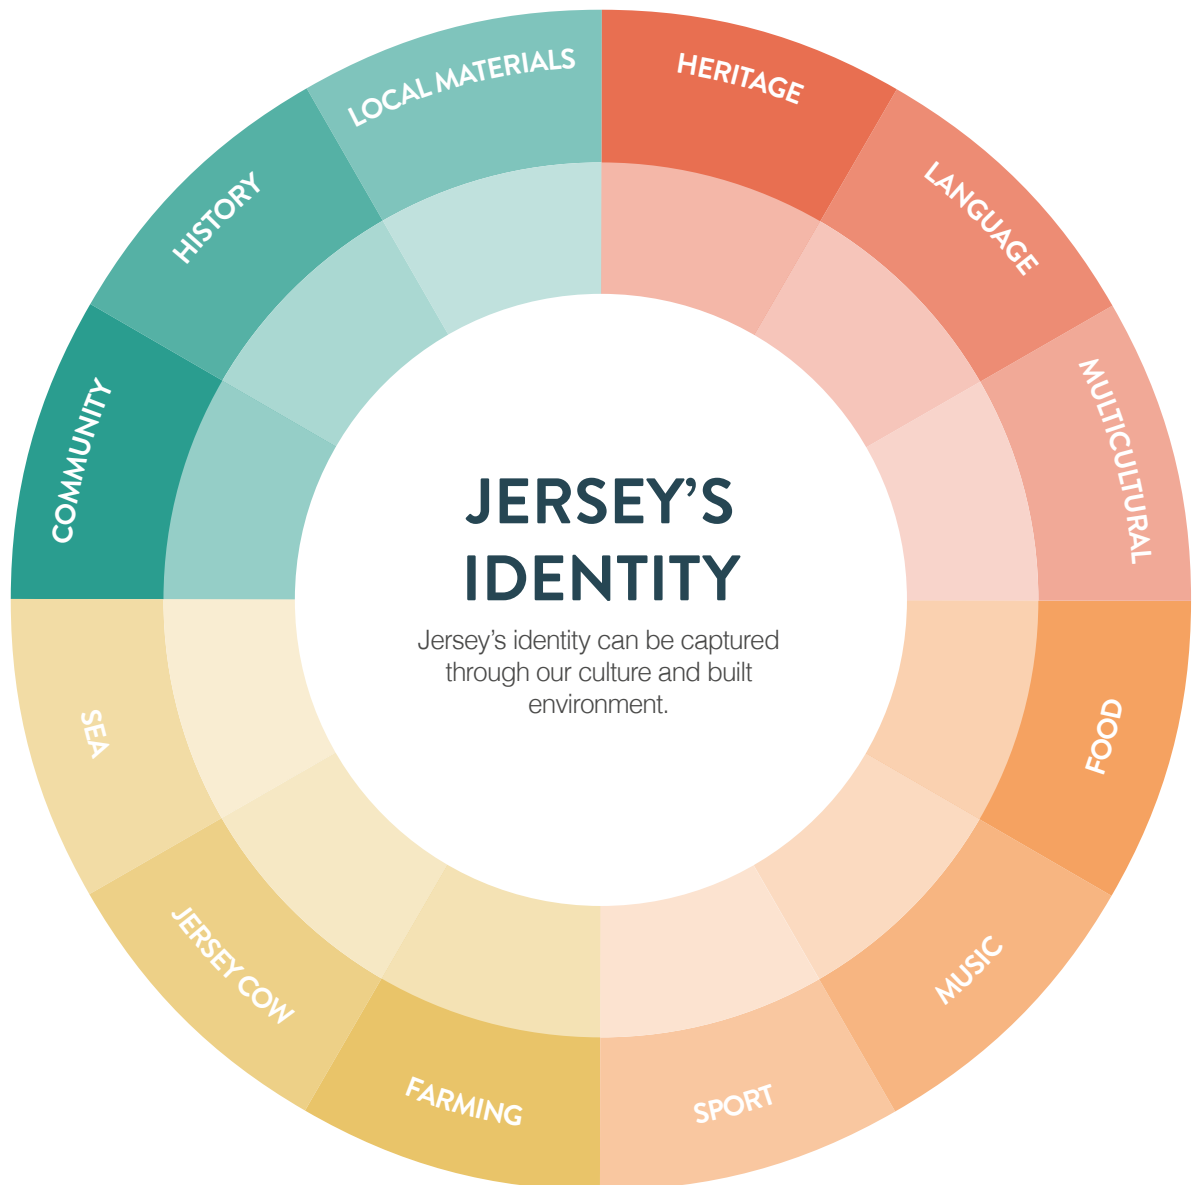 HERITAGE
LANGUAGE
MULTICULTURAL
FOOD
MUSIC
SPORT
FARMING
JERSEY COW
SEA
COMMUNITY
HISTORY
LOCAL MATERIALS
JERSEY’S
IDENTITY
Jersey’s identity can be captured
through our culture and built
environment.